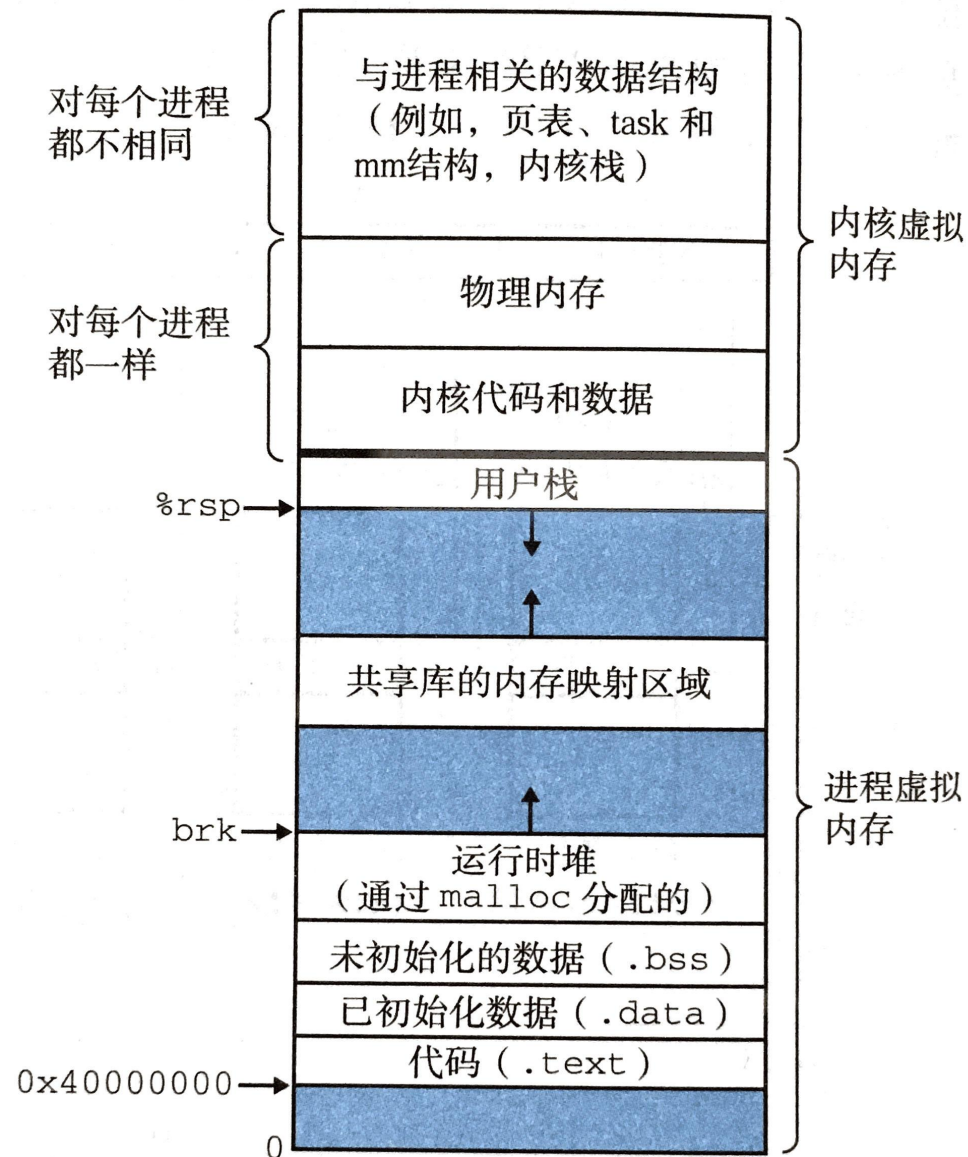 与进程相关的数据结构
（例如，页表、task 和
mm结构，内核栈）
对每个进程
都不相同
内核虚拟
内存
物理内存
对每个进程
都一样
内核代码和数据
用户栈
%rsp
共享库的内存映射区域
进程虚拟
内存
brk
运行时堆
（通过 malloc 分配的）
未初始化的数据（.bss）
已初始化数据（.data）
代码（.text）
0x40000000
0